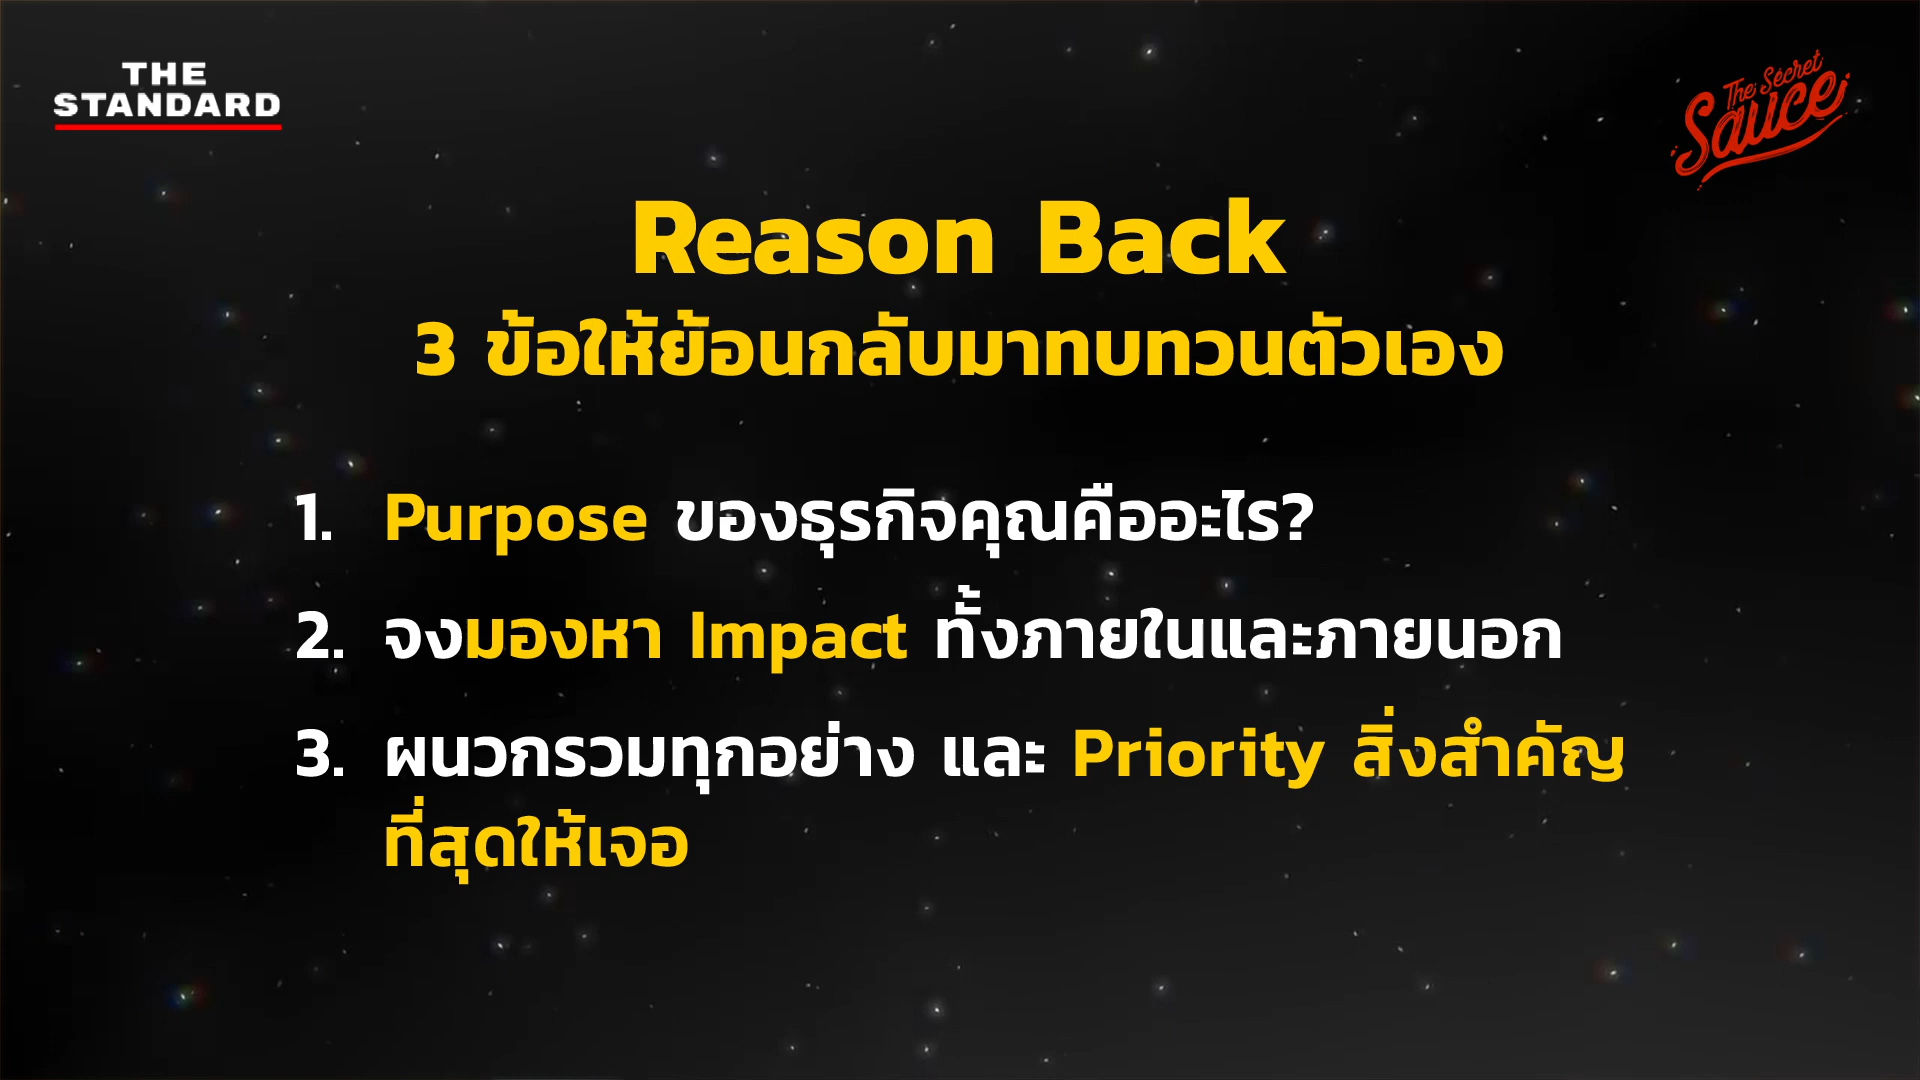 THE
STANDARD
The Secret
Sauce
Reason Back
3 ข้อให้ย้อนกลับมาทบทวนตัวเอง
1. Purpose ของธุรกิจคุณคืออะไร?
2. จงมองหา Impact ทั้งภายในและภายนอก
3. ผนวกรวมทุกอย่าง และ Priority สิ่งสำคัญ
ที่สุดให้เจอ